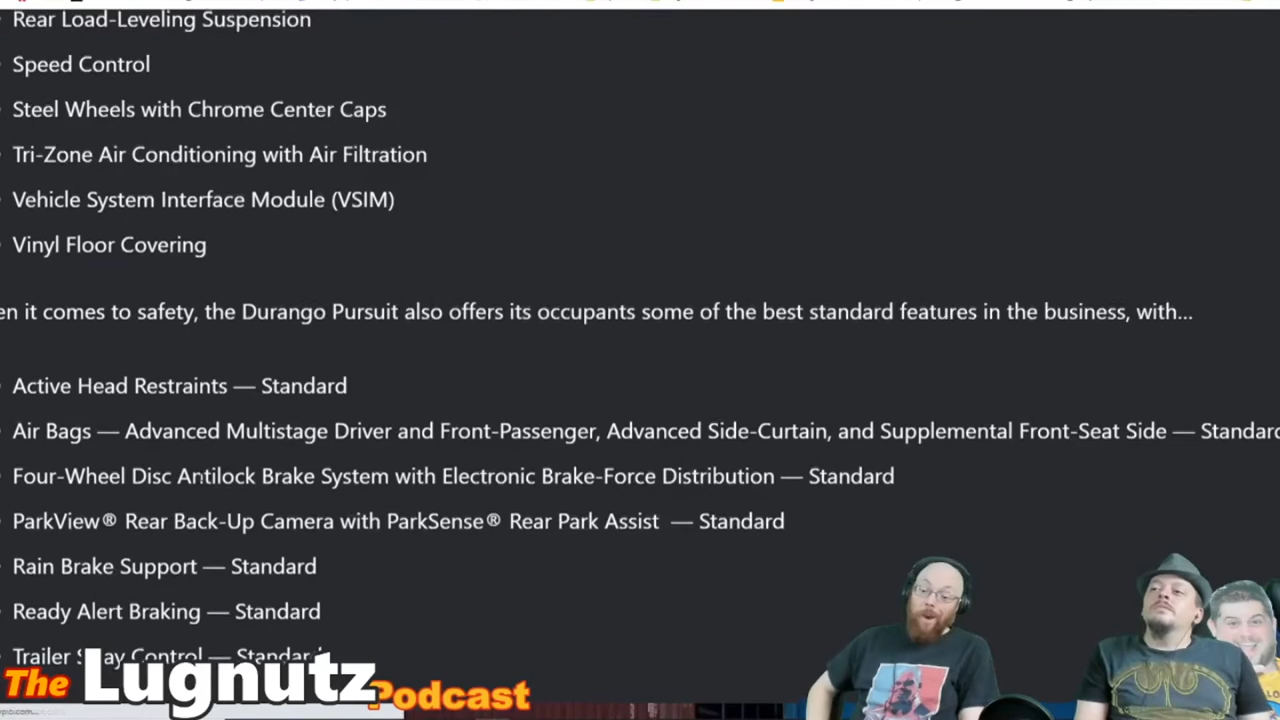 Rear Load-Leveling Suspension
Speed Control
Steel Wheels with Chrome Center Caps
Tri-Zone Air Conditioning with Air Filtration
Vehicle System Interface Module (VSIM)
Vinyl Floor Covering
en it comes to safety, the Durango Pursuit also offers its occupants some of the best standard features in the business, with...
Active Head Restraints — Standard
Air Bags — Advanced Multistage Driver and Front-Passenger, Advanced Side-Curtain, and Supplemental Front-Seat Side — Standard
Four-Wheel Disc Antilock Brake System with Electronic Brake-Force Distribution — Standard
ParkView® Rear Back-Up Camera with ParkSense® Rear Park Assist — Standard
Rain Brake Support — Standard
Ready Alert Braking — Standard
Trailer Sway Control — Standard
The Lugnutz Podcast